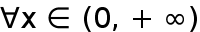 ∀x ∈ (0, + ∞)